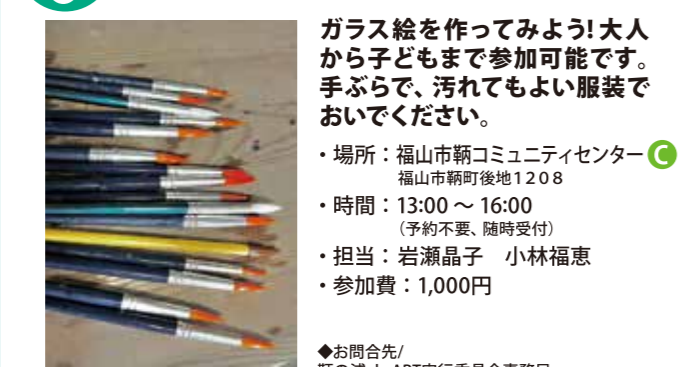 ガラス絵を作ってみよう!大人
から子どもまで参加可能です。
手ぶらで、汚れてもよい服装で
おいでください。
・場所：福山市鞆コミュニティセンター C
福山市鞆町後地1208
・時間：13:00 ～ 16:00
（予約不要、随時受付）
・担当：岩瀬晶子　小林福恵
・参加費：1,000円
◆お問合先/